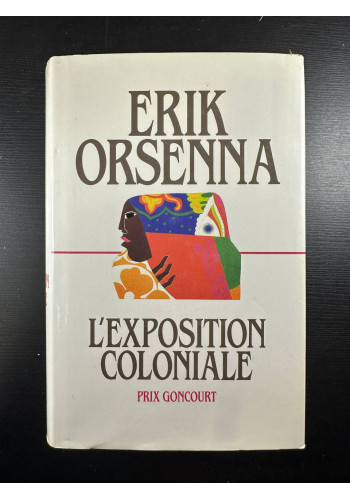 ERIK
ORSENNA
L'EXPOSITION
COLONIALE
PRIX GONCOURT